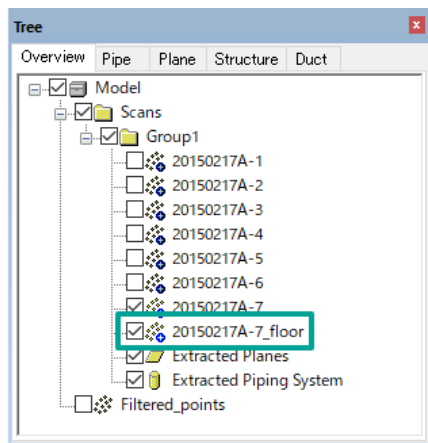 Tree
Overview Pipe Plane Structure Duct
Model
Scans
Group1
20150217A-1
20150217A-2
20150217A-3
20150217A-4
20150217A-5
20150217A-6
20150217A-7
20150217A-7_floor
Extracted Planes
Extracted Piping System
Filtered_points